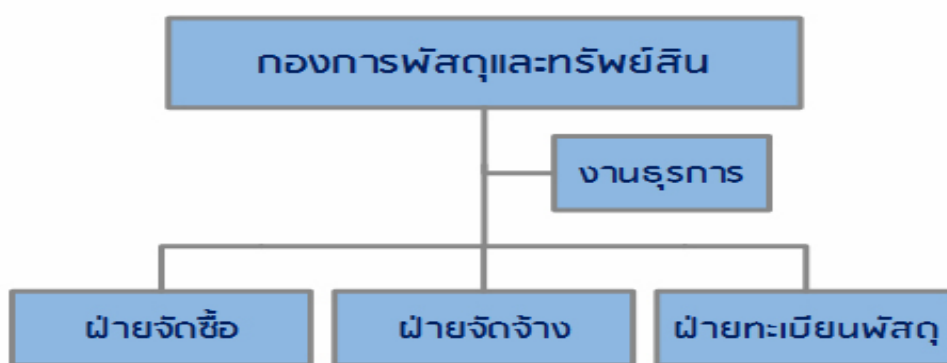 กองการพัสดุและทรัพย์สิน
งานธุรการ
ฝ่ายจัดซื้อ
ฝ่ายจัดจ้าง
ฝ่ายทะเบียนพัสดุ